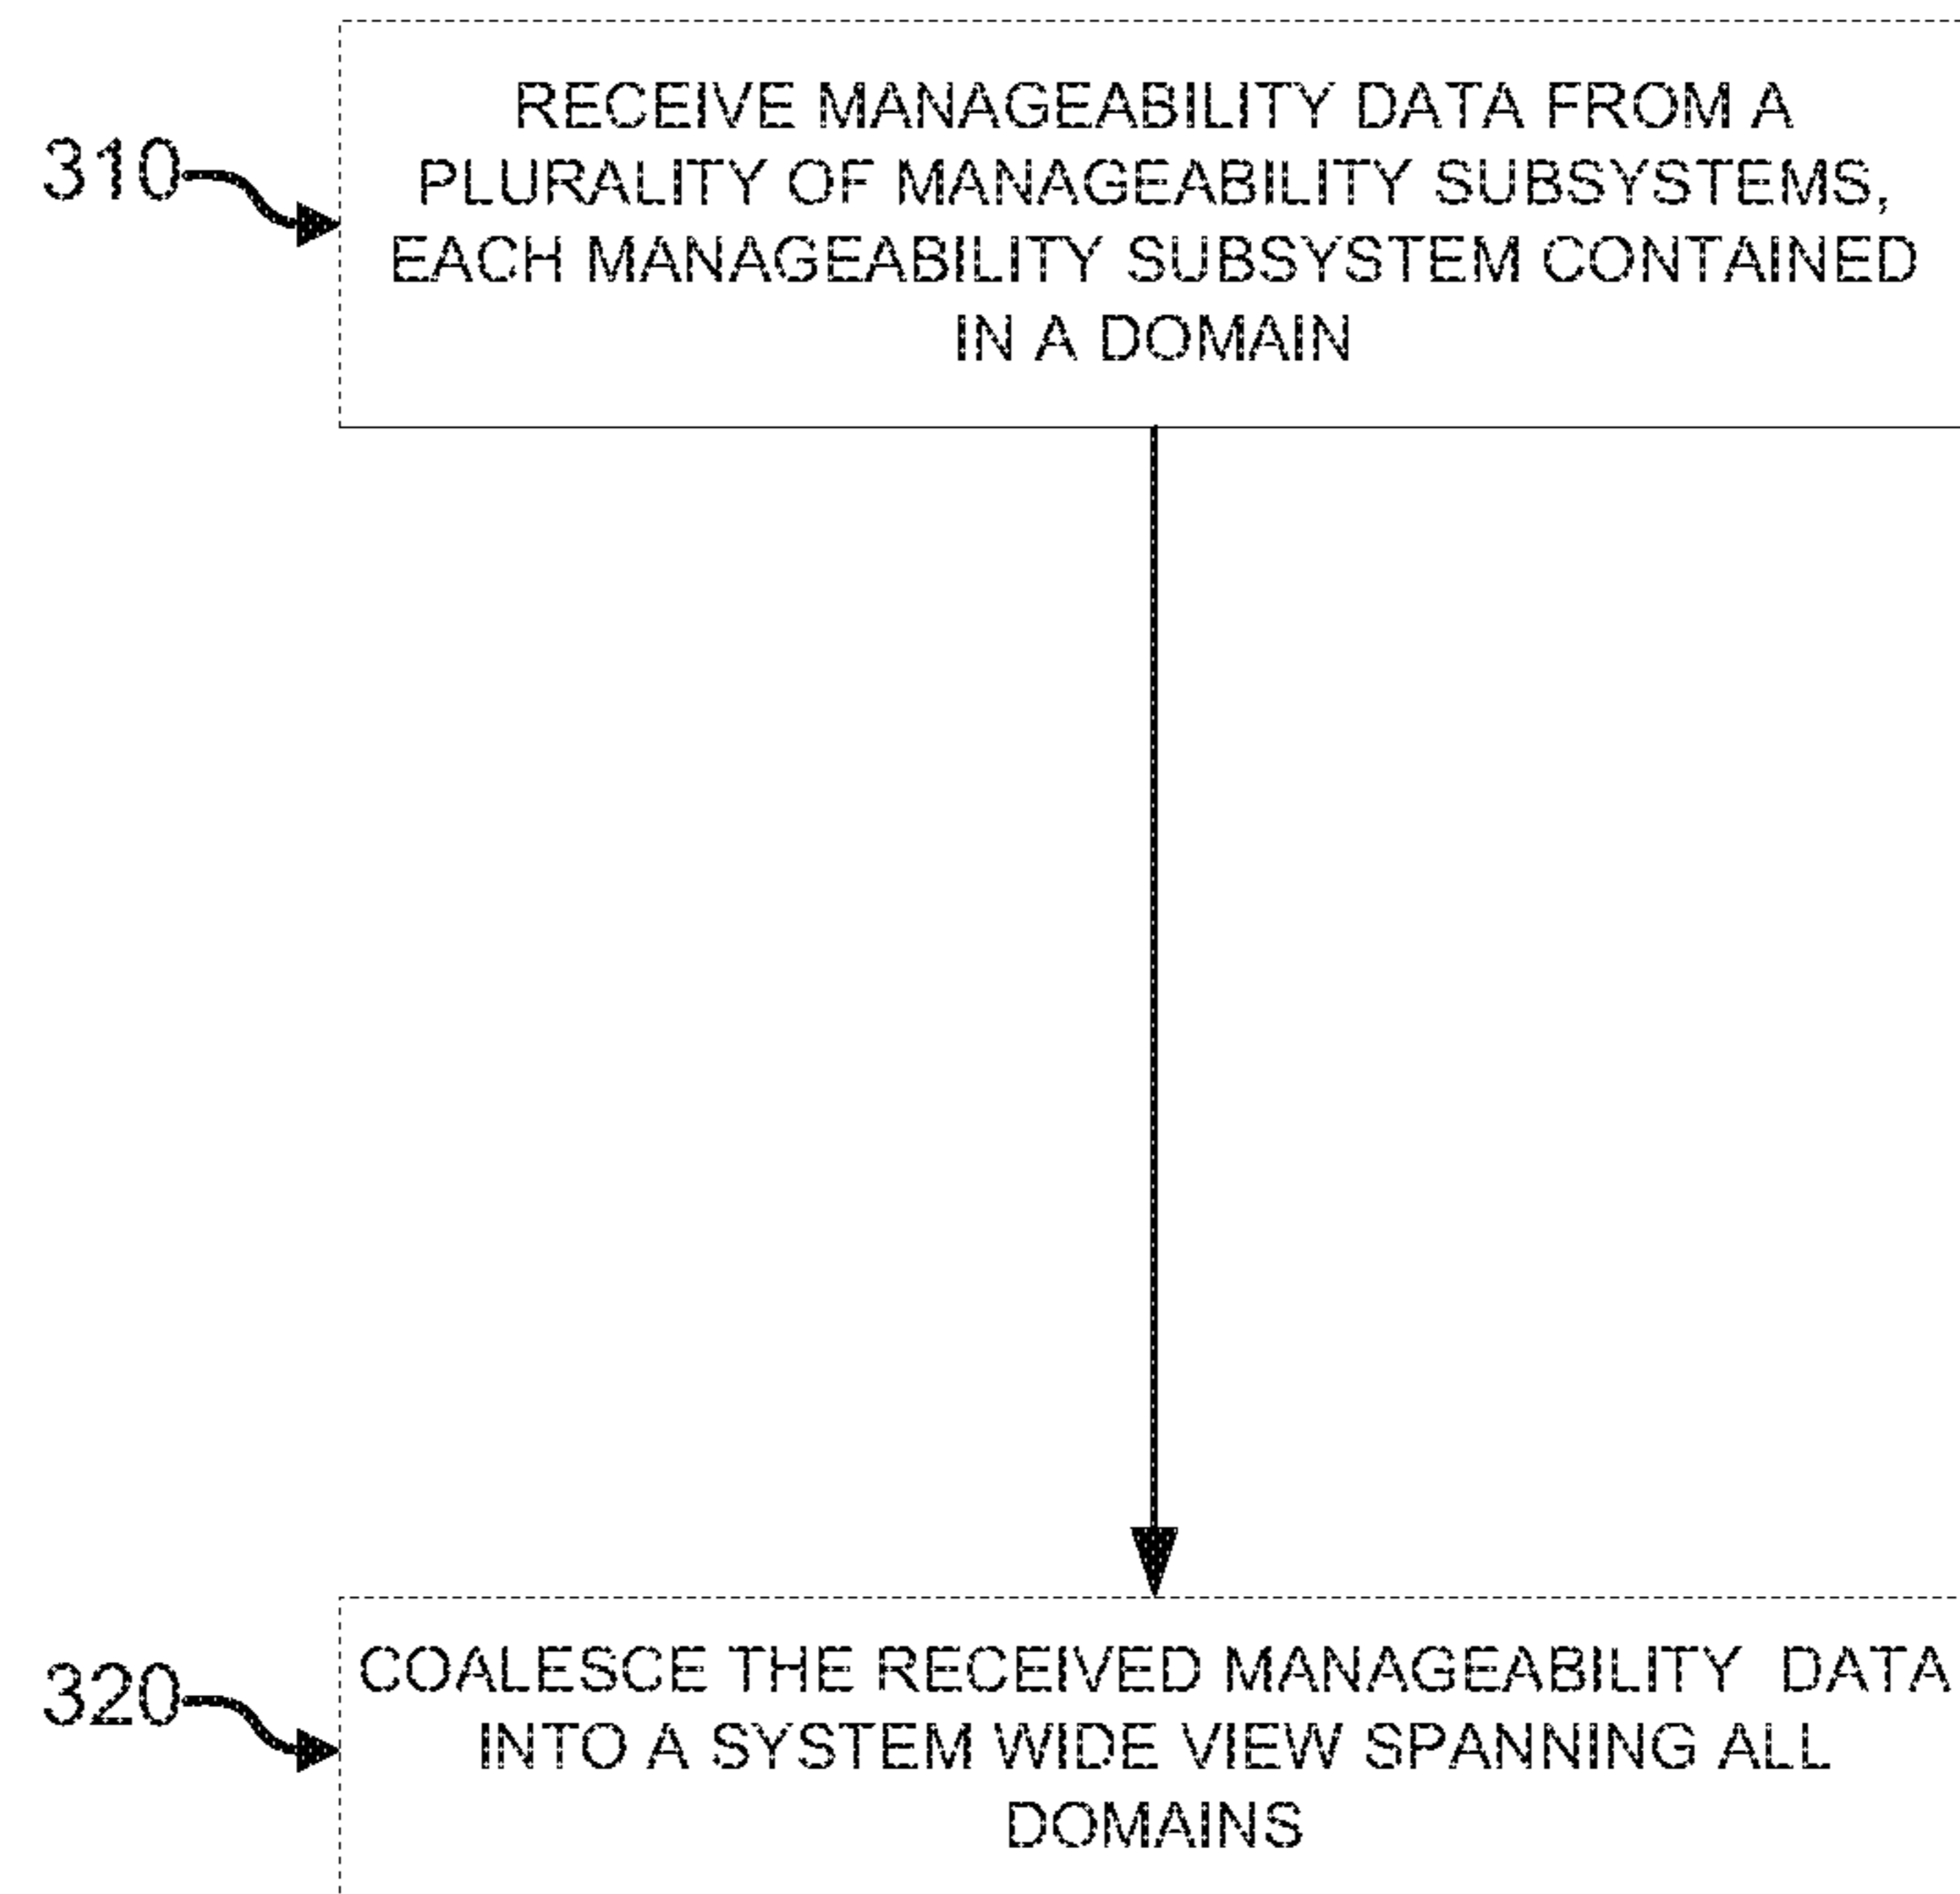 310
RECEIVE MANAGEABILITY DATA FROM A
PLURALITY OF MANAGEABILITY SUBSYSTEMS,
EACH MANAGEABILITY SUBSYSTEM CONTAINED
IN A DOMAIN
320
COALESCE THE RECEIVED MANAGEABILITY DATA
INTO A SYSTEM WIDE VIEW SPANNING ALL
DOMAINS